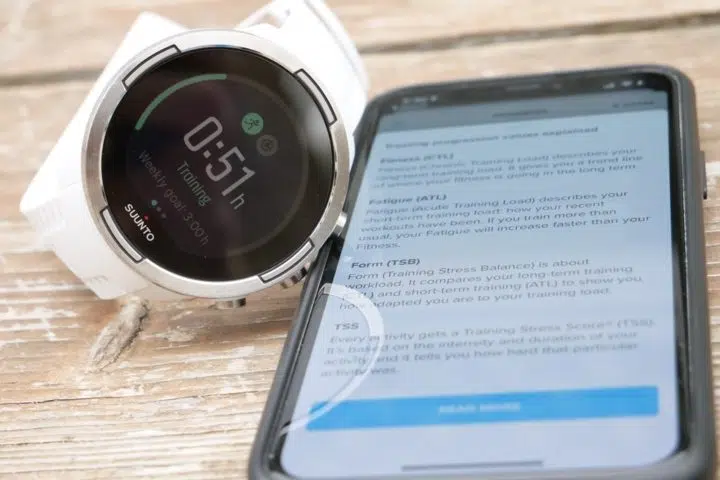 0:51h
Training
Weekly goal: 3:00 h
SUUNTO
Training progression values explained
Fitness (CTL)
Fitness (Chronic Training Load) describes your
long-term training load. It gives you a trend line
of where your fitness is going in the long term
Fatigue (ATL)
Fatigue (Acute Training Load) describes your
short-term training load: how your recent
workouts have been. If you train more than
usual, your Fatigue will increase faster than your
Fitness.
Form (TSB)
Form (Training Stress Balance) is about
workload. It compares your long-term training
and short-term training (ATL) to show you
how adapted you are to your training load.
TSS
Every activity gets a Training Stress Score® (TSS).
It's based on the intensity and duration of your
activity and it tells you how hard that particular
activity was.
READ MORE